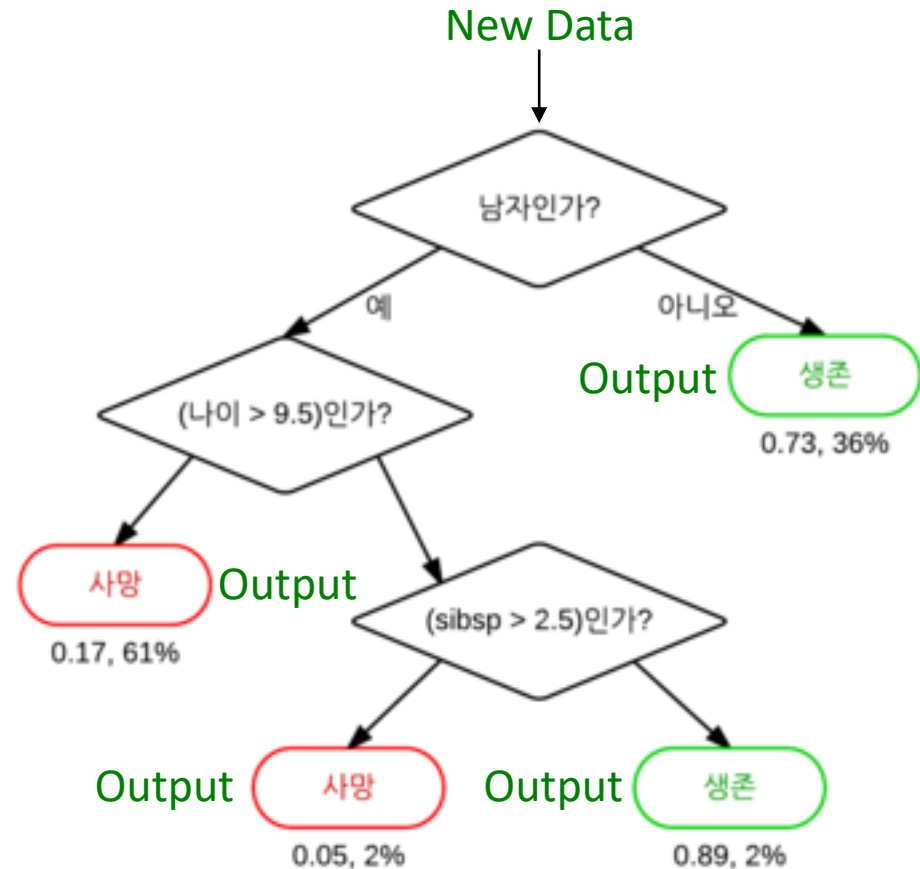 New Data
남자인가?
예
아니오
Output
생존
0.73, 36%
(나이 > 9.5)인가?
사망
Output
0.17, 61%
(sibsp > 2.5)인가?
Output
사망
0.05, 2%
Output
생존
0.89, 2%